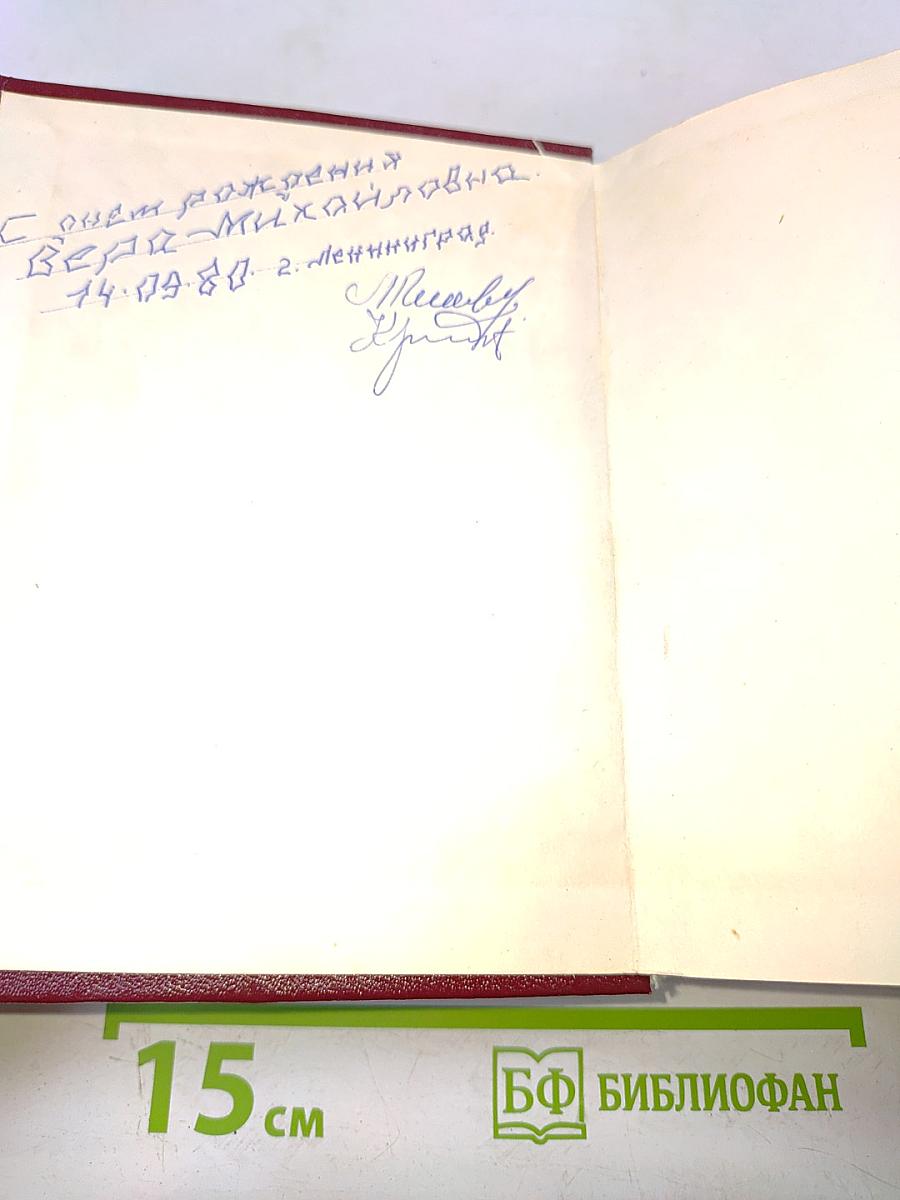 С днем рождения
Вера Михайловна.
14.09.80. г. Ленинград.
15 см
БФ БИБЛИОФАН